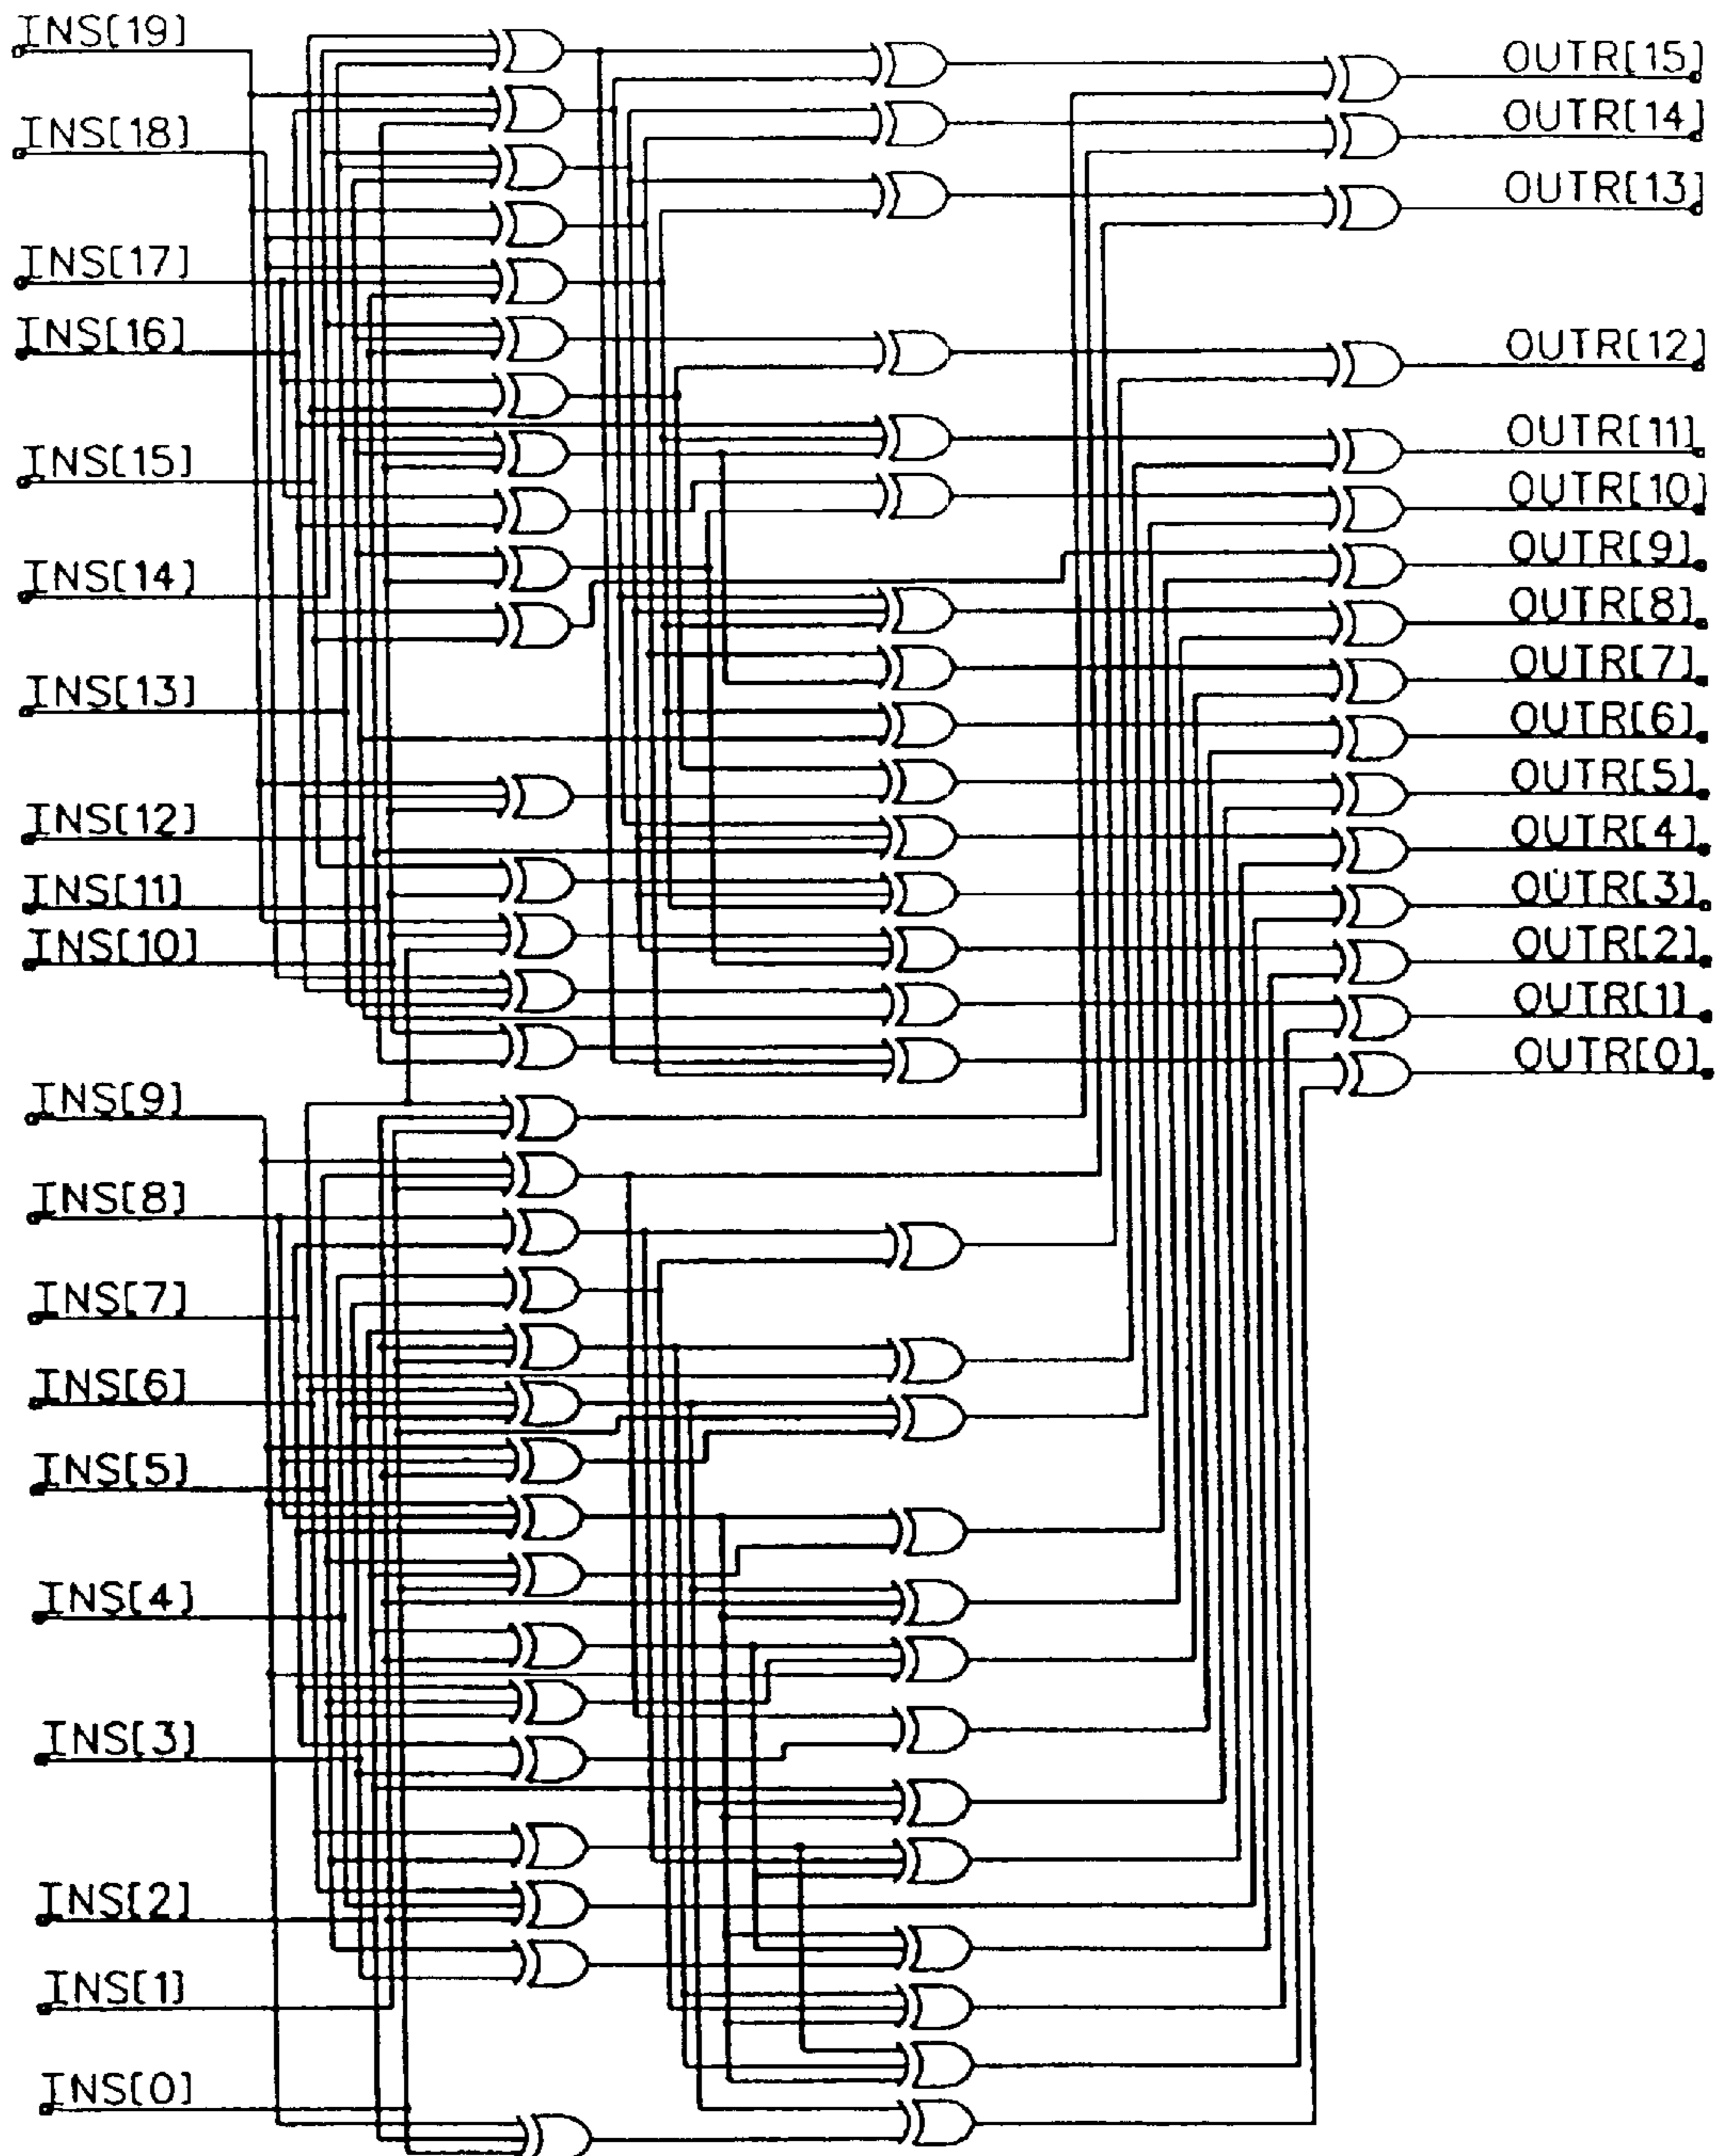 INS[19]
OUTR[15]
OUTR[14]
INS[18]
OUTR[13]
INS[17]
INS[16]
OUTR[12]
OUTR[11]
INS[15]
OUTR[10]
OUTR[9]
INS[14]
OUTR[8]
OUTR[7]
INS[13]
OUTR[6]
OUTR[5]
INS[12]
OUTR[4]
INS[11]
OUTR[3]
INS[10]
OUTR[2]
OUTR[1]
OUTR[0]
INS[9]
INS[8]
INS[7]
INS[6]
INS[5]
INS[4]
INS[3]
INS[2]
INS[1]
INS[0]